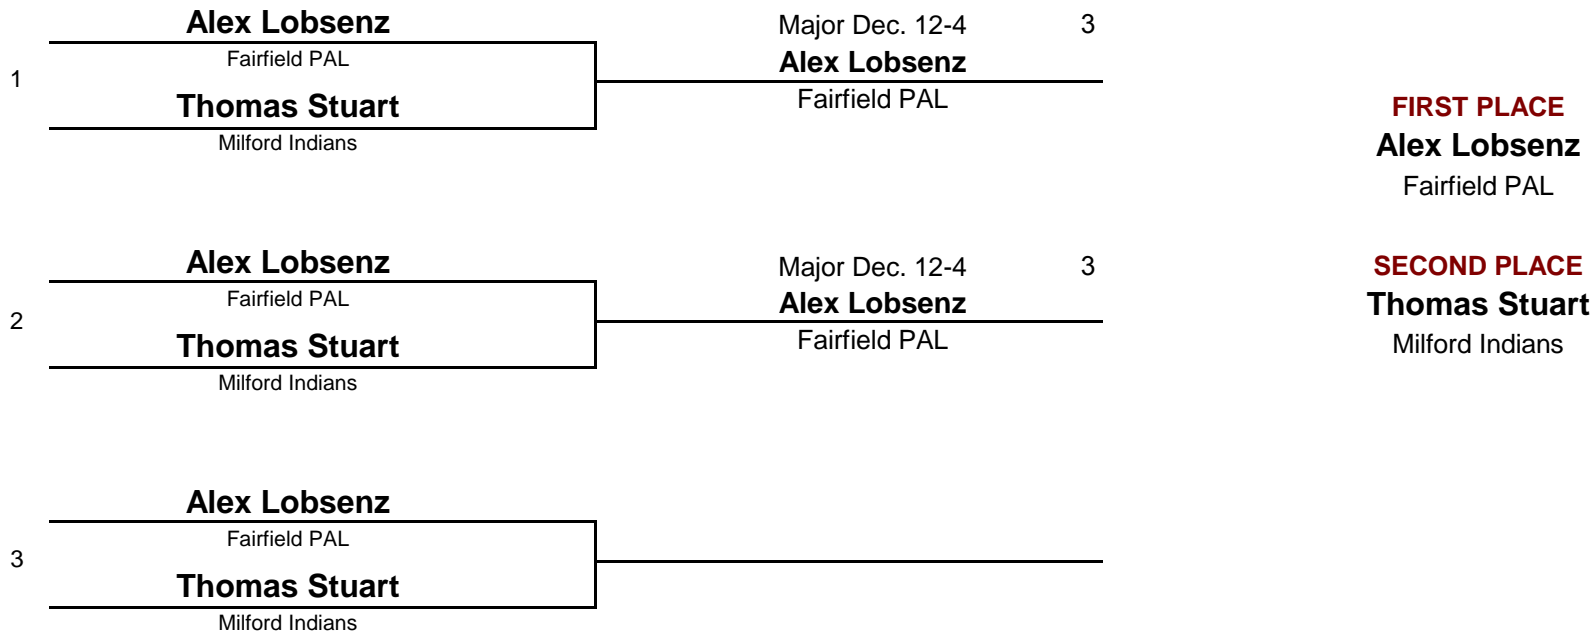 Alex Lobsenz
Fairfield PAL
1
Thomas Stuart
Milford Indians
Major Dec. 12-4 3
Alex Lobsenz
Fairfield PAL
FIRST PLACE
Alex Lobsenz
Fairfield PAL
Alex Lobsenz
Fairfield PAL
2
Thomas Stuart
Milford Indians
Major Dec. 12-4 3
Alex Lobsenz
Fairfield PAL
SECOND PLACE
Thomas Stuart
Milford Indians
Alex Lobsenz
Fairfield PAL
3
Thomas Stuart
Milford Indians